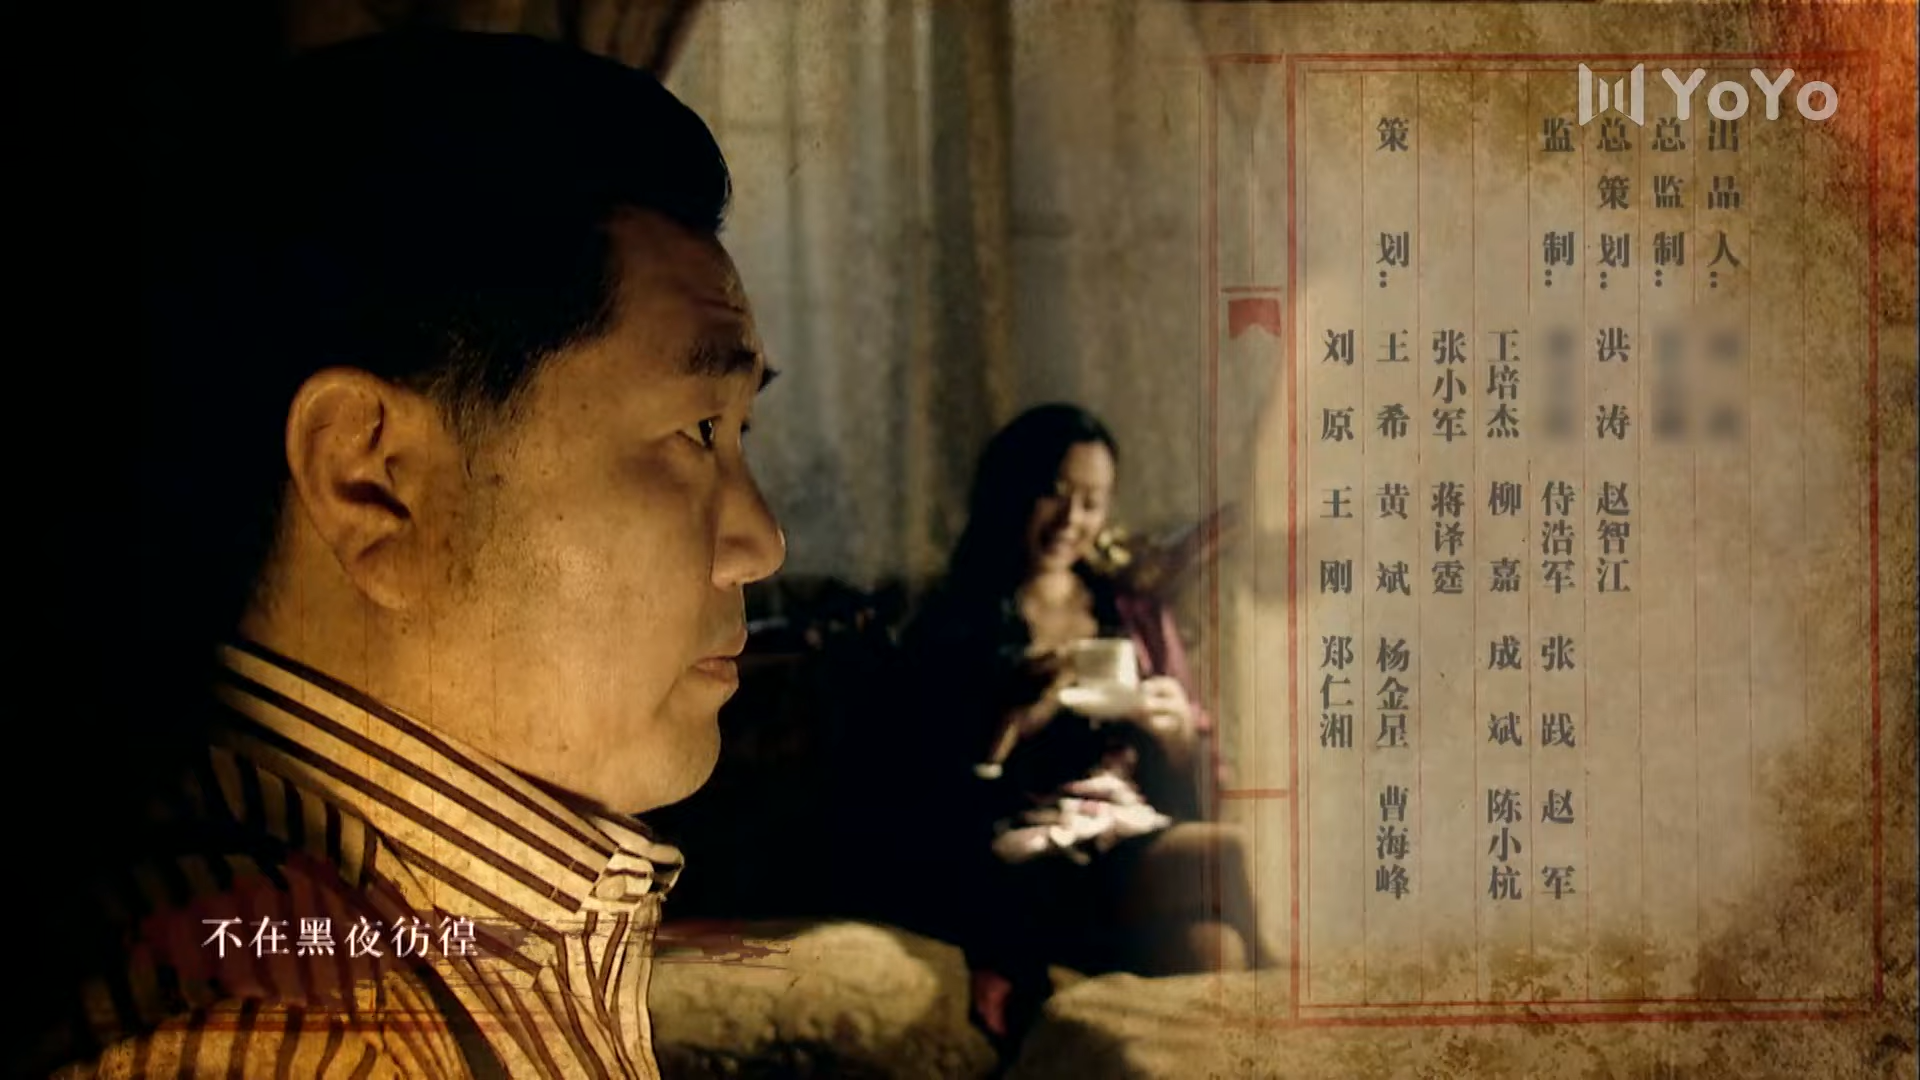 YoYo
出品人：
总监制：
总策划：洪涛 赵智江
监制：侍浩军 张践 赵军
王培杰 柳嘉 成斌 陈小杭
张小军 蒋译霆
策划：王希 黄斌 杨金星 曹海峰
刘原 王刚 郑仁湘
不在黑夜彷徨